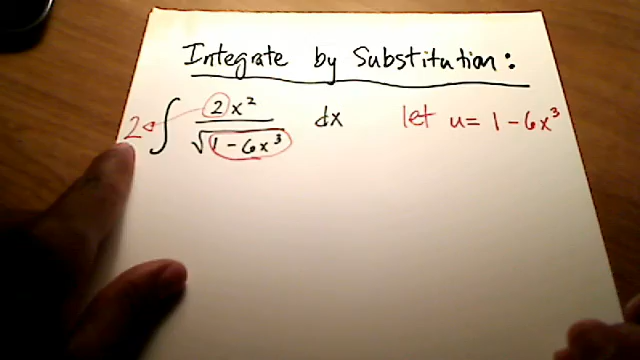 Integrate by Substitution:
2 ∫ 2x² / √(1 - 6x³) dx let u = 1 - 6x³